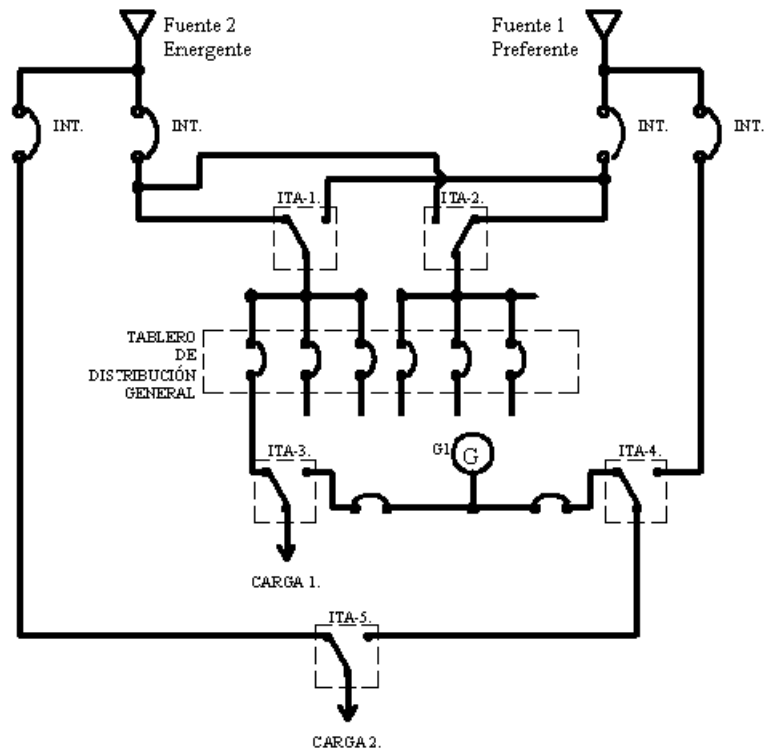 Fuente 2
Emergente
Fuente 1
Preferente
INT.
INT.
INT.
INT.
ITA-1.
ITA-2.
TABLERO
DE
DISTRIBUCIÓN
GENERAL
ITA-3.
G1
G
ITA-4.
CARGA 1.
ITA-5.
CARGA 2.